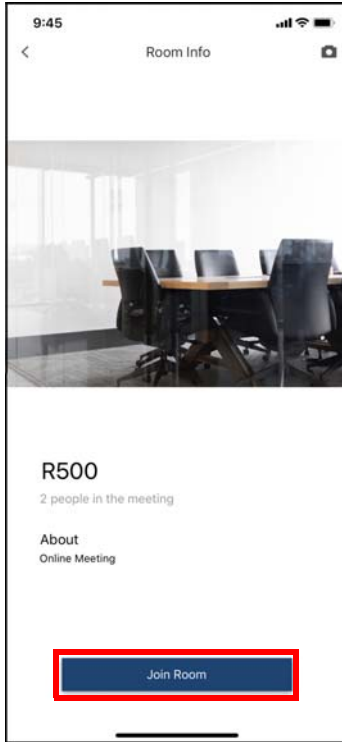 9:45
Room Info
R500
2 people in the meeting
About
Online Meeting
Join Room